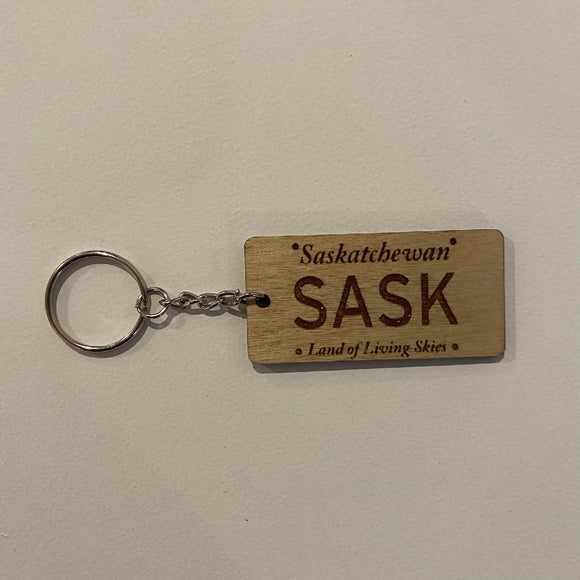 Saskatchewan
SASK
• Land of Living Skies •